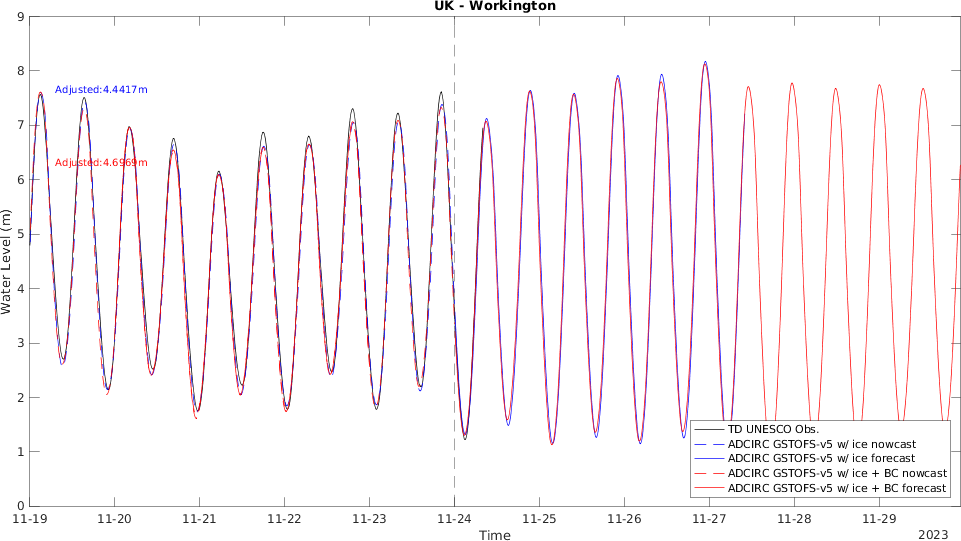 UK - Workington
9
8
7
6
5
4
3
2
1
0
Water Level (m)
Adjusted:4.4417m
Adjusted:4.6969m
TD UNESCO Obs.
ADCIRC GSTOFS-v5 w/ ice nowcast
ADCIRC GSTOFS-v5 w/ ice forecast
ADCIRC GSTOFS-v5 w/ ice + BC nowcast
ADCIRC GSTOFS-v5 w/ ice + BC forecast
11-19 11-20 11-21 11-22 11-23 11-24 11-25 11-26 11-27 11-28 11-29
Time
2023